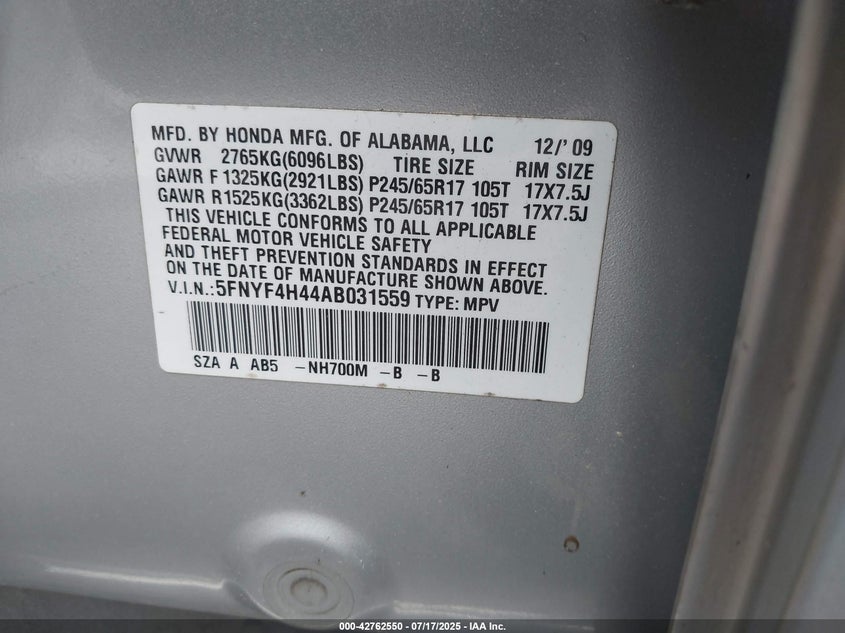 MFD. BY HONDA MFG. OF ALABAMA, LLC 12/'09
GVWR 2765KG(6096LBS) TIRE SIZE RIM SIZE
GAWR F 1325KG(2921LBS) P245/65R17 105T 17X7.5J
GAWR R1525KG(3362LBS) P245/65R17 105T 17X7.5J
THIS VEHICLE CONFORMS TO ALL APPLICABLE
FEDERAL MOTOR VEHICLE SAFETY
AND THEFT PREVENTION STANDARDS IN EFFECT
ON THE DATE OF MANUFACTURE SHOWN ABOVE.
V.I.N.:5FNYF4H44AB031559 TYPE: MPV
SZA A AB5 -NH700M -B -B
000-42762550 - 07/17/2025 - IAA Inc.